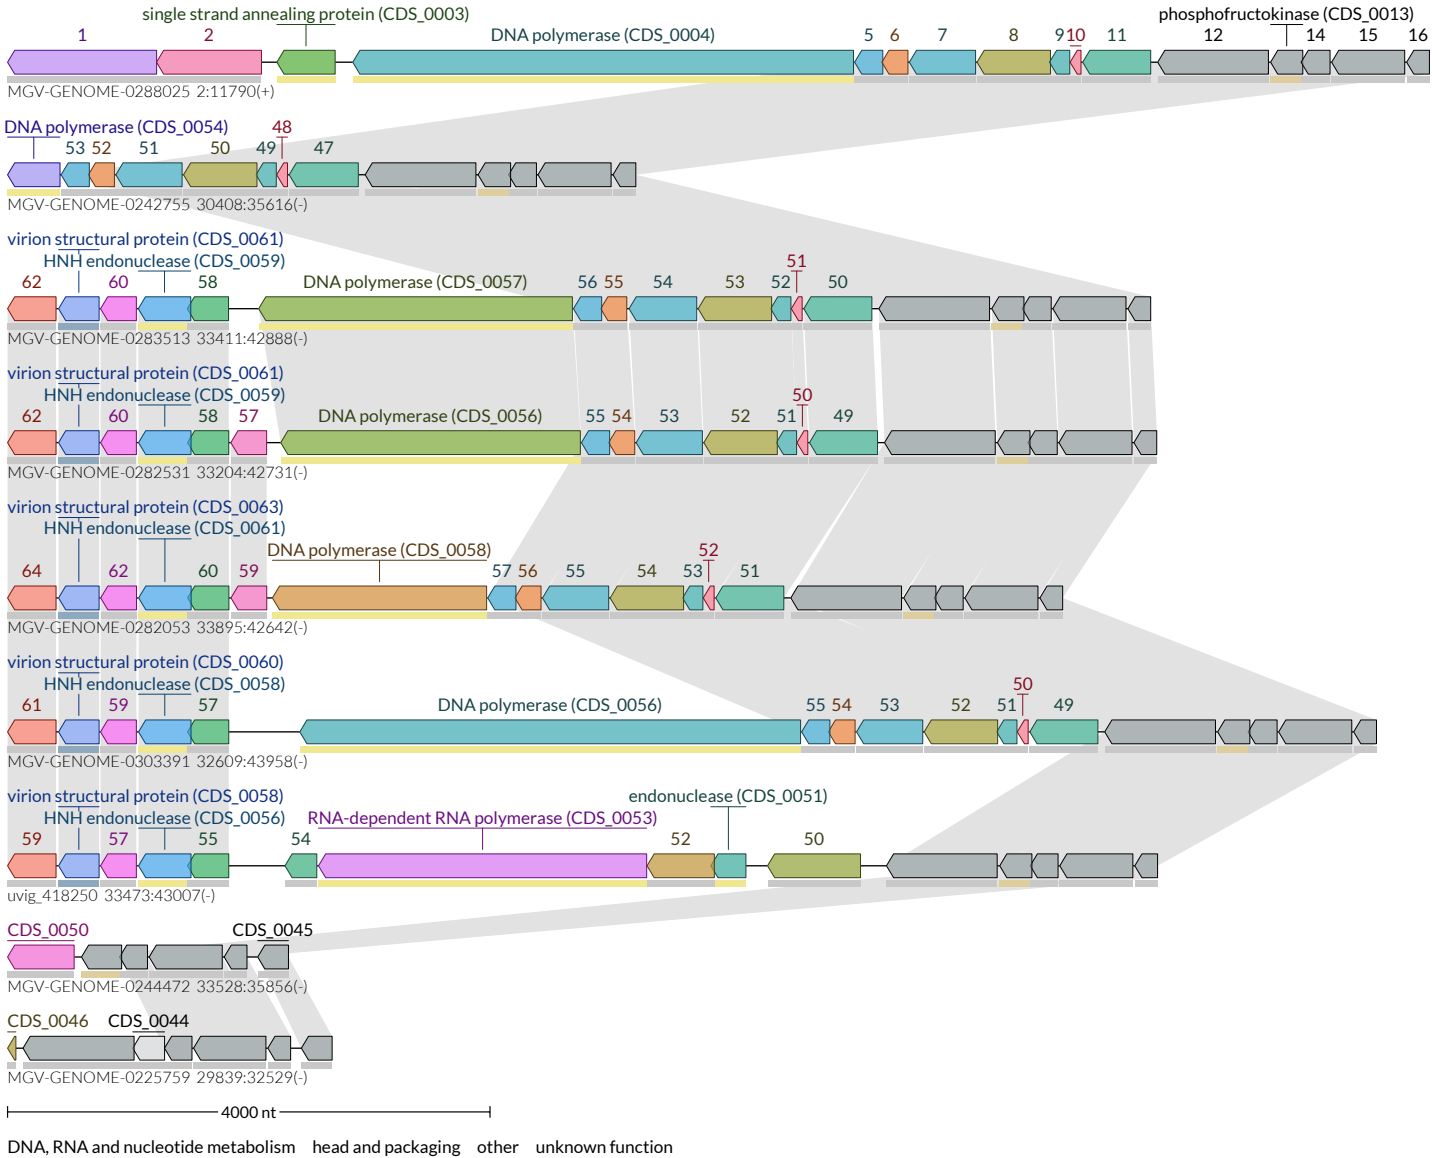 single strand annealing protein (CDS_0003) phosphofructokinase (CDS_0013)
1 2 DNA polymerase (CDS_0004) 5 6 7 8 9 10 11 12 14 15 16
MGV-GENOME-0288025 2:11790(+)
DNA polymerase (CDS_0054) 48
53 52 51 50 49 47
MGV-GENOME-0242755 30408:35616(-)
virion structural protein (CDS_0061)
HNH endonuclease (CDS_0059) 51
62 60 58 DNA polymerase (CDS_0057) 56 55 54 53 52 50
MGV-GENOME-0283513 33411:42888(-)
virion structural protein (CDS_0061)
HNH endonuclease (CDS_0059) 50
62 60 58 57 DNA polymerase (CDS_0056) 55 54 53 52 51 49
MGV-GENOME-0282531 33204:42731(-)
virion structural protein (CDS_0063)
HNH endonuclease (CDS_0061)
DNA polymerase (CDS_0058) 52
64 62 60 59 57 56 55 54 53 51
MGV-GENOME-0282053 33895:42642(-)
virion structural protein (CDS_0060)
HNH endonuclease (CDS_0058) 50
61 59 57 DNA polymerase (CDS_0056) 55 54 53 52 51 49
MGV-GENOME-0303391 32609:43958(-)
virion structural protein (CDS_0058) endonuclease (CDS_0051)
HNH endonuclease (CDS_0056) RNA-dependent RNA polymerase (CDS_0053)
59 57 55 54 52 50
uvig_418250 33473:43007(-)
CDS_0050 CDS_0045
MGV-GENOME-0244472 33528:35856(-)
CDS_0046 CDS_0044
MGV-GENOME-0225759 29839:32529(-)
4000 nt
DNA, RNA and nucleotide metabolism head and packaging other unknown function